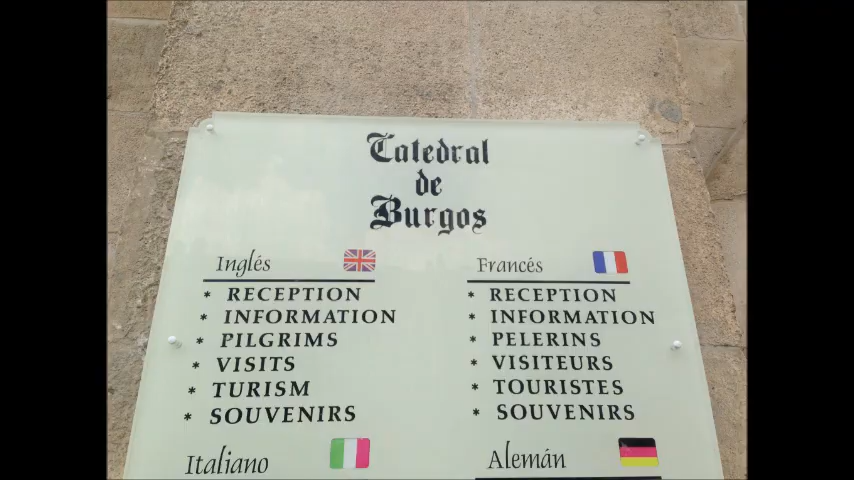 Catedral
de
Burgos
Inglés
* RECEPTION
* INFORMATION
* PILGRIMS
* VISITS
* TURISM
* SOUVENIRS
Francés
* RECEPTION
* INFORMATION
* PELERINS
* VISITEURS
* TOURISTES
* SOUVENIRS
Italiano
Alemán